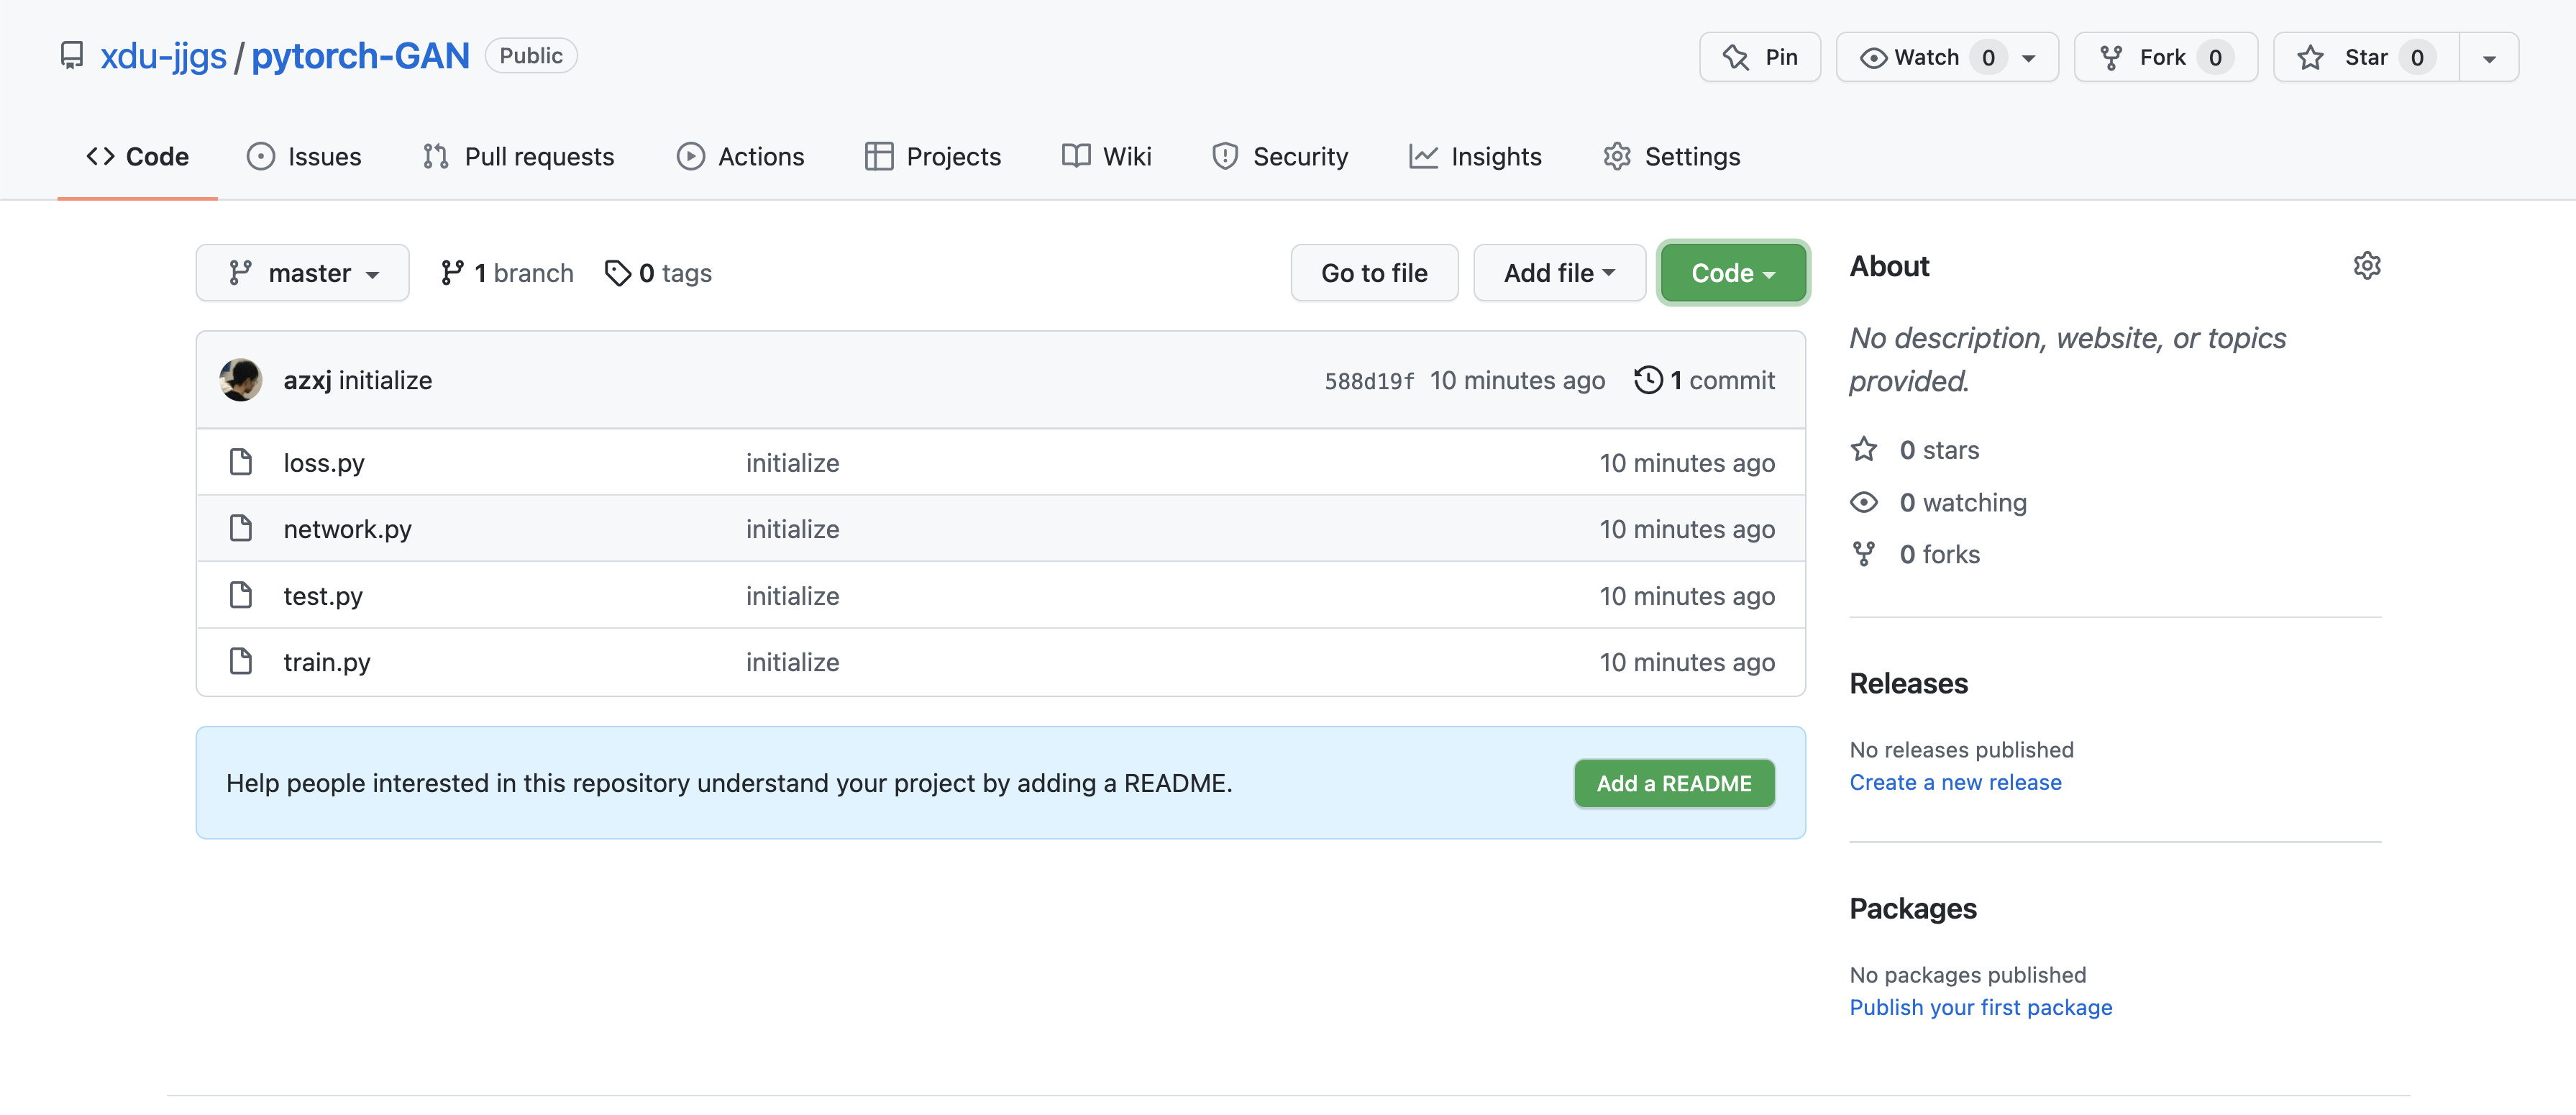 xdu-jjgs / pytorch-GAN Public
Pin Watch 0 Fork 0 Star 0
Code Issues Pull requests Actions Projects Wiki Security Insights Settings
master 1 branch 0 tags Go to file Add file Code
azxj initialize 588d19f 10 minutes ago 1 commit
loss.py initialize 10 minutes ago
network.py initialize 10 minutes ago
test.py initialize 10 minutes ago
train.py initialize 10 minutes ago
Help people interested in this repository understand your project by adding a README. Add a README
About
No description, website, or topics
provided.
0 stars
0 watching
0 forks
Releases
No releases published
Create a new release
Packages
No packages published
Publish your first package